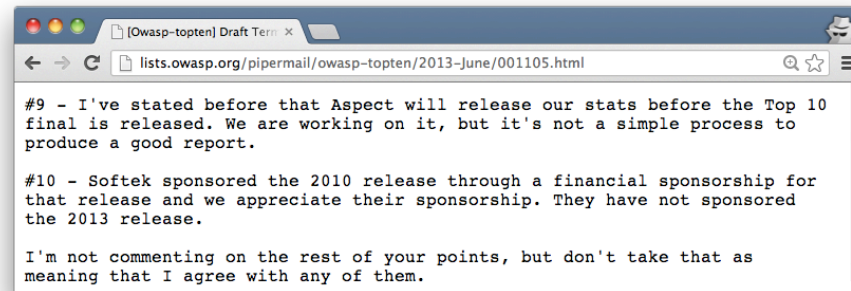 [Owasp-topten] Draft Term
lists.owasp.org/pipermail/owasp-topten/2013-June/001105.html
#9 - I've stated before that Aspect will release our stats before the Top 10
final is released. We are working on it, but it's not a simple process to
produce a good report.
#10 - Softek sponsored the 2010 release through a financial sponsorship for
that release and we appreciate their sponsorship. They have not sponsored
the 2013 release.
I'm not commenting on the rest of your points, but don't take that as
meaning that I agree with any of them.